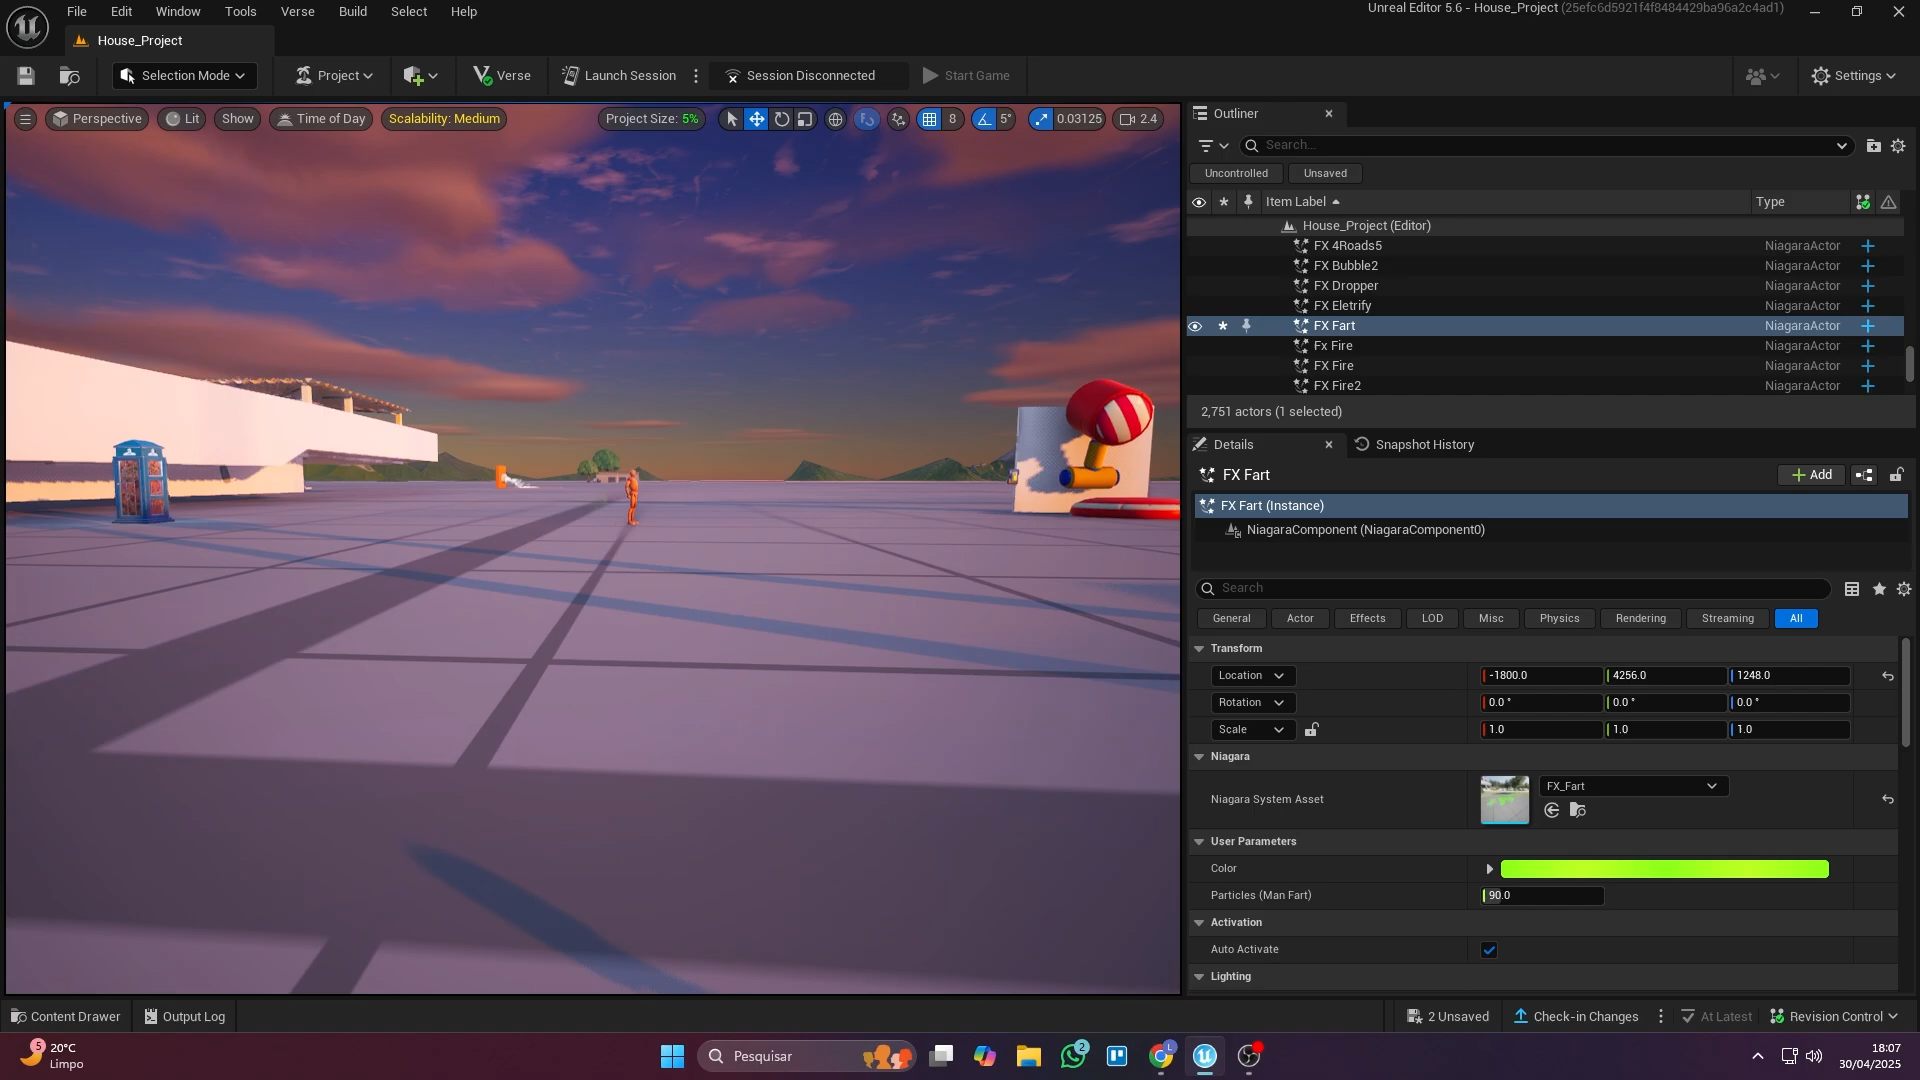 File Edit Window Tools Verse Build Select Help
Unreal Editor 5.6 - House_Project (25efc6d5921f4f8484429ba96a2c4ad1)
House_Project
Selection Mode Project Verse Launch Session Session Disconnected Start Game Settings
Perspective Lit Show Time of Day Scalability: Medium Project Size: 5% 8 5° 0.03125 2.4
Outliner
Search...
Uncontrolled Unsaved
Item Label Type
House_Project (Editor)
FX 4Roads5 NiagaraActor
FX Bubble2 NiagaraActor
FX Dropper NiagaraActor
FX Eletrify NiagaraActor
FX Fart NiagaraActor
Fx Fire NiagaraActor
FX Fire NiagaraActor
FX Fire2 NiagaraActor
2,751 actors (1 selected)
Details Snapshot History
FX Fart Add
FX Fart (Instance)
NiagaraComponent (NiagaraComponent0)
Search
General Actor Effects LOD Misc Physics Rendering Streaming All
Transform
Location -1800.0 4256.0 1248.0
Rotation 0.0 ° 0.0 ° 0.0 °
Scale 1.0 1.0 1.0
Niagara
Niagara System Asset FX_Fart
User Parameters
Color
Particles (Man Fart) 90.0
Activation
Auto Activate
Lighting
Content Drawer Output Log 2 Unsaved Check-in Changes At Latest Revision Control
5 20°C
Limpo
Pesquisar
2
L
18:07
30/04/2025